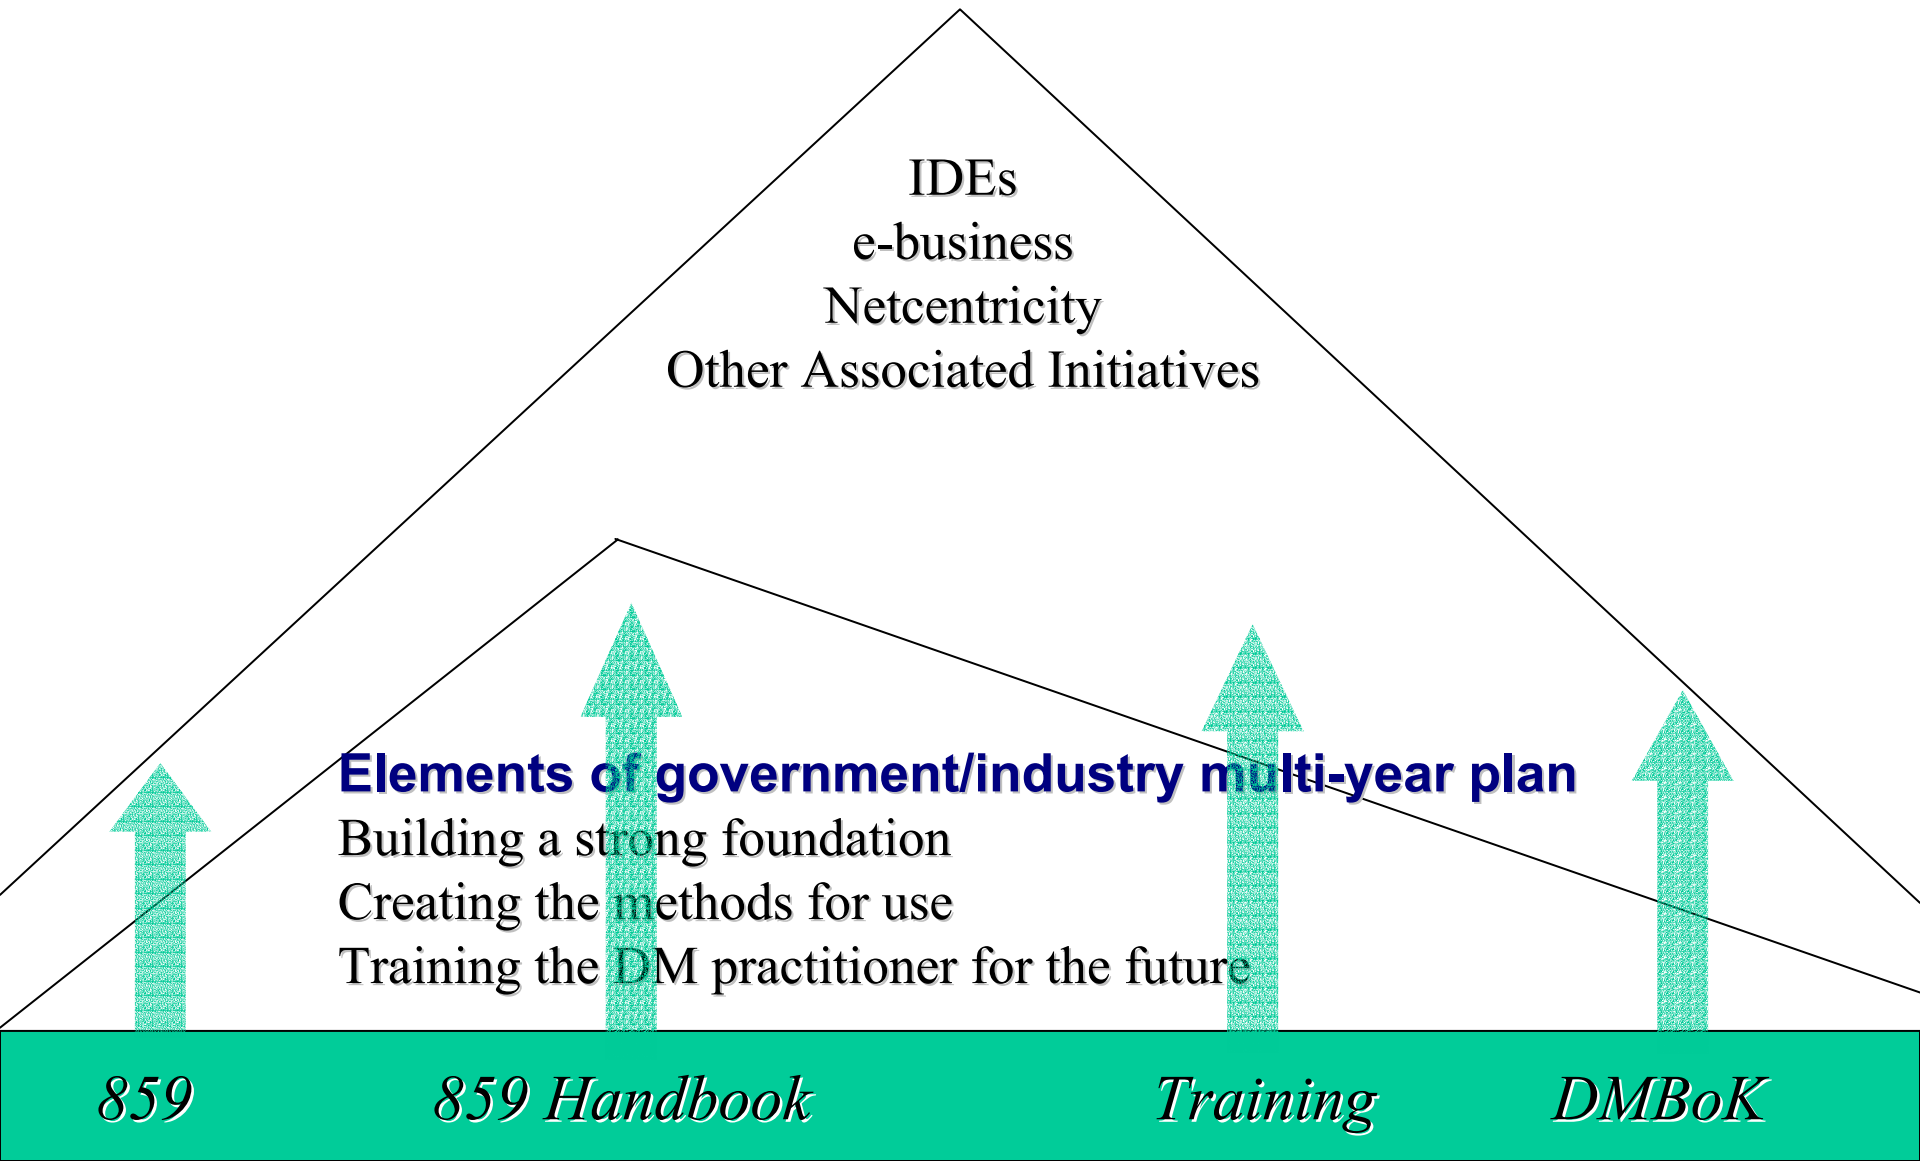 IDEs
e-business
Netcentricity
Other Associated Initiatives
Elements of government/industry multi-year plan
Building a strong foundation
Creating the methods for use
Training the DM practitioner for the future
859 859 Handbook Training DMBoK